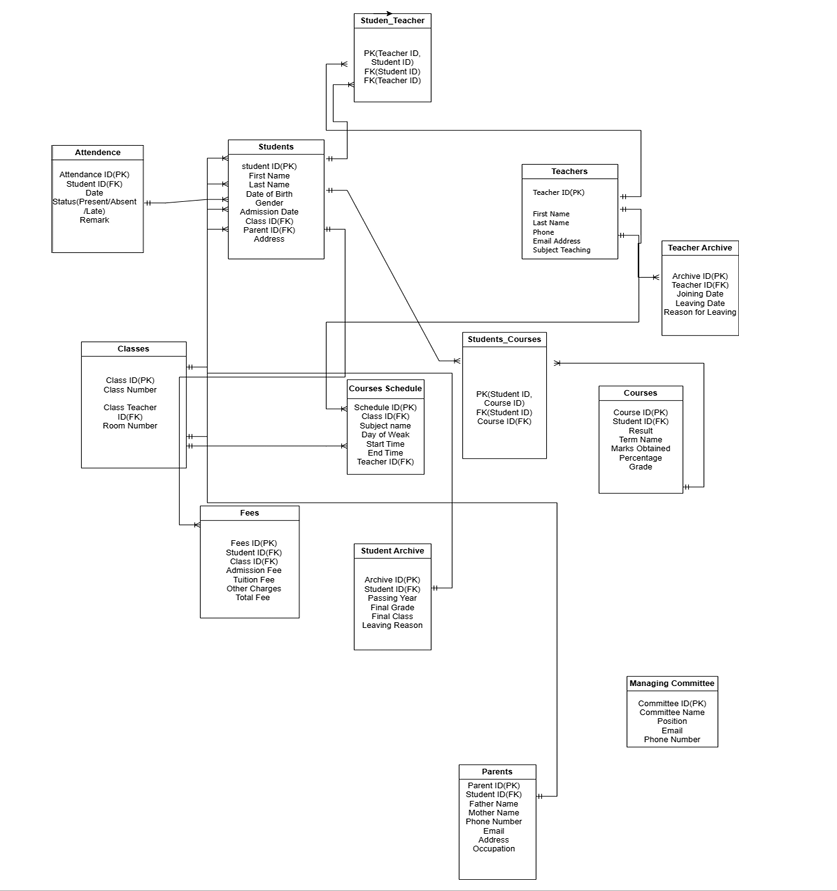 Studen_Teacher
PK(Teacher ID,
Student ID)
FK(Student ID)
FK(Teacher ID)
Attendence
Attendance ID(PK)
Student ID(FK)
Date
Status(Present/Absent
/Late)
Remark
Students
student ID(PK)
First Name
Last Name
Date of Birth
Gender
Admission Date
Class ID(FK)
Parent ID(FK)
Address
Teachers
Teacher ID(PK)
First Name
Last Name
Phone
Email Address
Subject Teaching
Teacher Archive
Archive ID(PK)
Teacher ID(FK)
Joining Date
Leaving Date
Reason for Leaving
Classes
Class ID(PK)
Class Number
Class Teacher
ID(FK)
Room Number
Courses Schedule
Schedule ID(PK)
Class ID(FK)
Subject name
Day of Weak
Start Time
End Time
Teacher ID(FK)
Students_Courses
PK(Student ID,
Course ID)
FK(Student ID)
Course ID(FK)
Courses
Course ID(PK)
Student ID(FK)
Result
Term Name
Marks Obtained
Percentage
Grade
Fees
Fees ID(PK)
Student ID(FK)
Class ID(FK)
Admission Fee
Tuition Fee
Other Charges
Total Fee
Student Archive
Archive ID(PK)
Student ID(FK)
Passing Year
Final Grade
Final Class
Leaving Reason
Managing Committee
Committee ID(PK)
Committee Name
Position
Email
Phone Number
Parents
Parent ID(PK)
Student ID(FK)
Father Name
Mother Name
Phone Number
Email
Address
Occupation